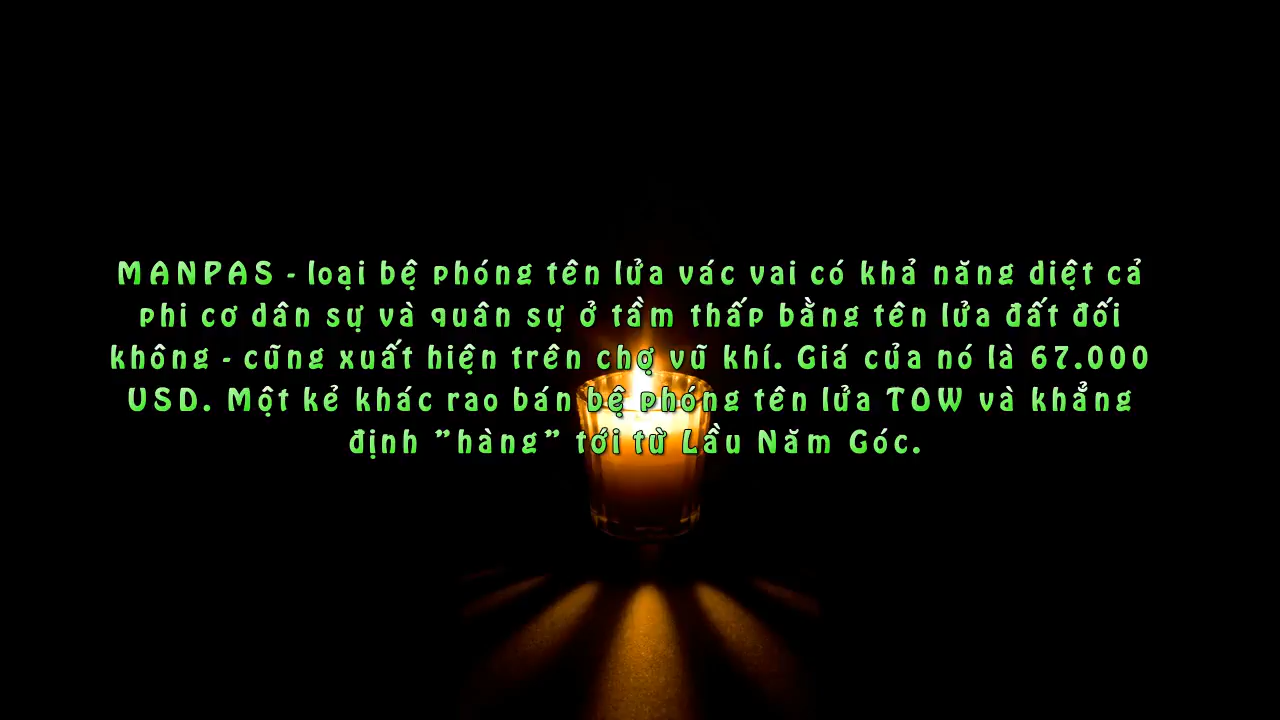 MANPAS - loại bệ phóng tên lửa vác vai có khả năng diệt cả
phi cơ dân sự và quân sự ở tầm thấp bằng tên lửa đất đối
không - cũng xuất hiện trên chợ vũ khí. Giá của nó là 67.000
USD. Một kẻ khác rao bán bệ phóng tên lửa TOW và khẳng
định "hàng" tới từ Lầu Năm Góc.